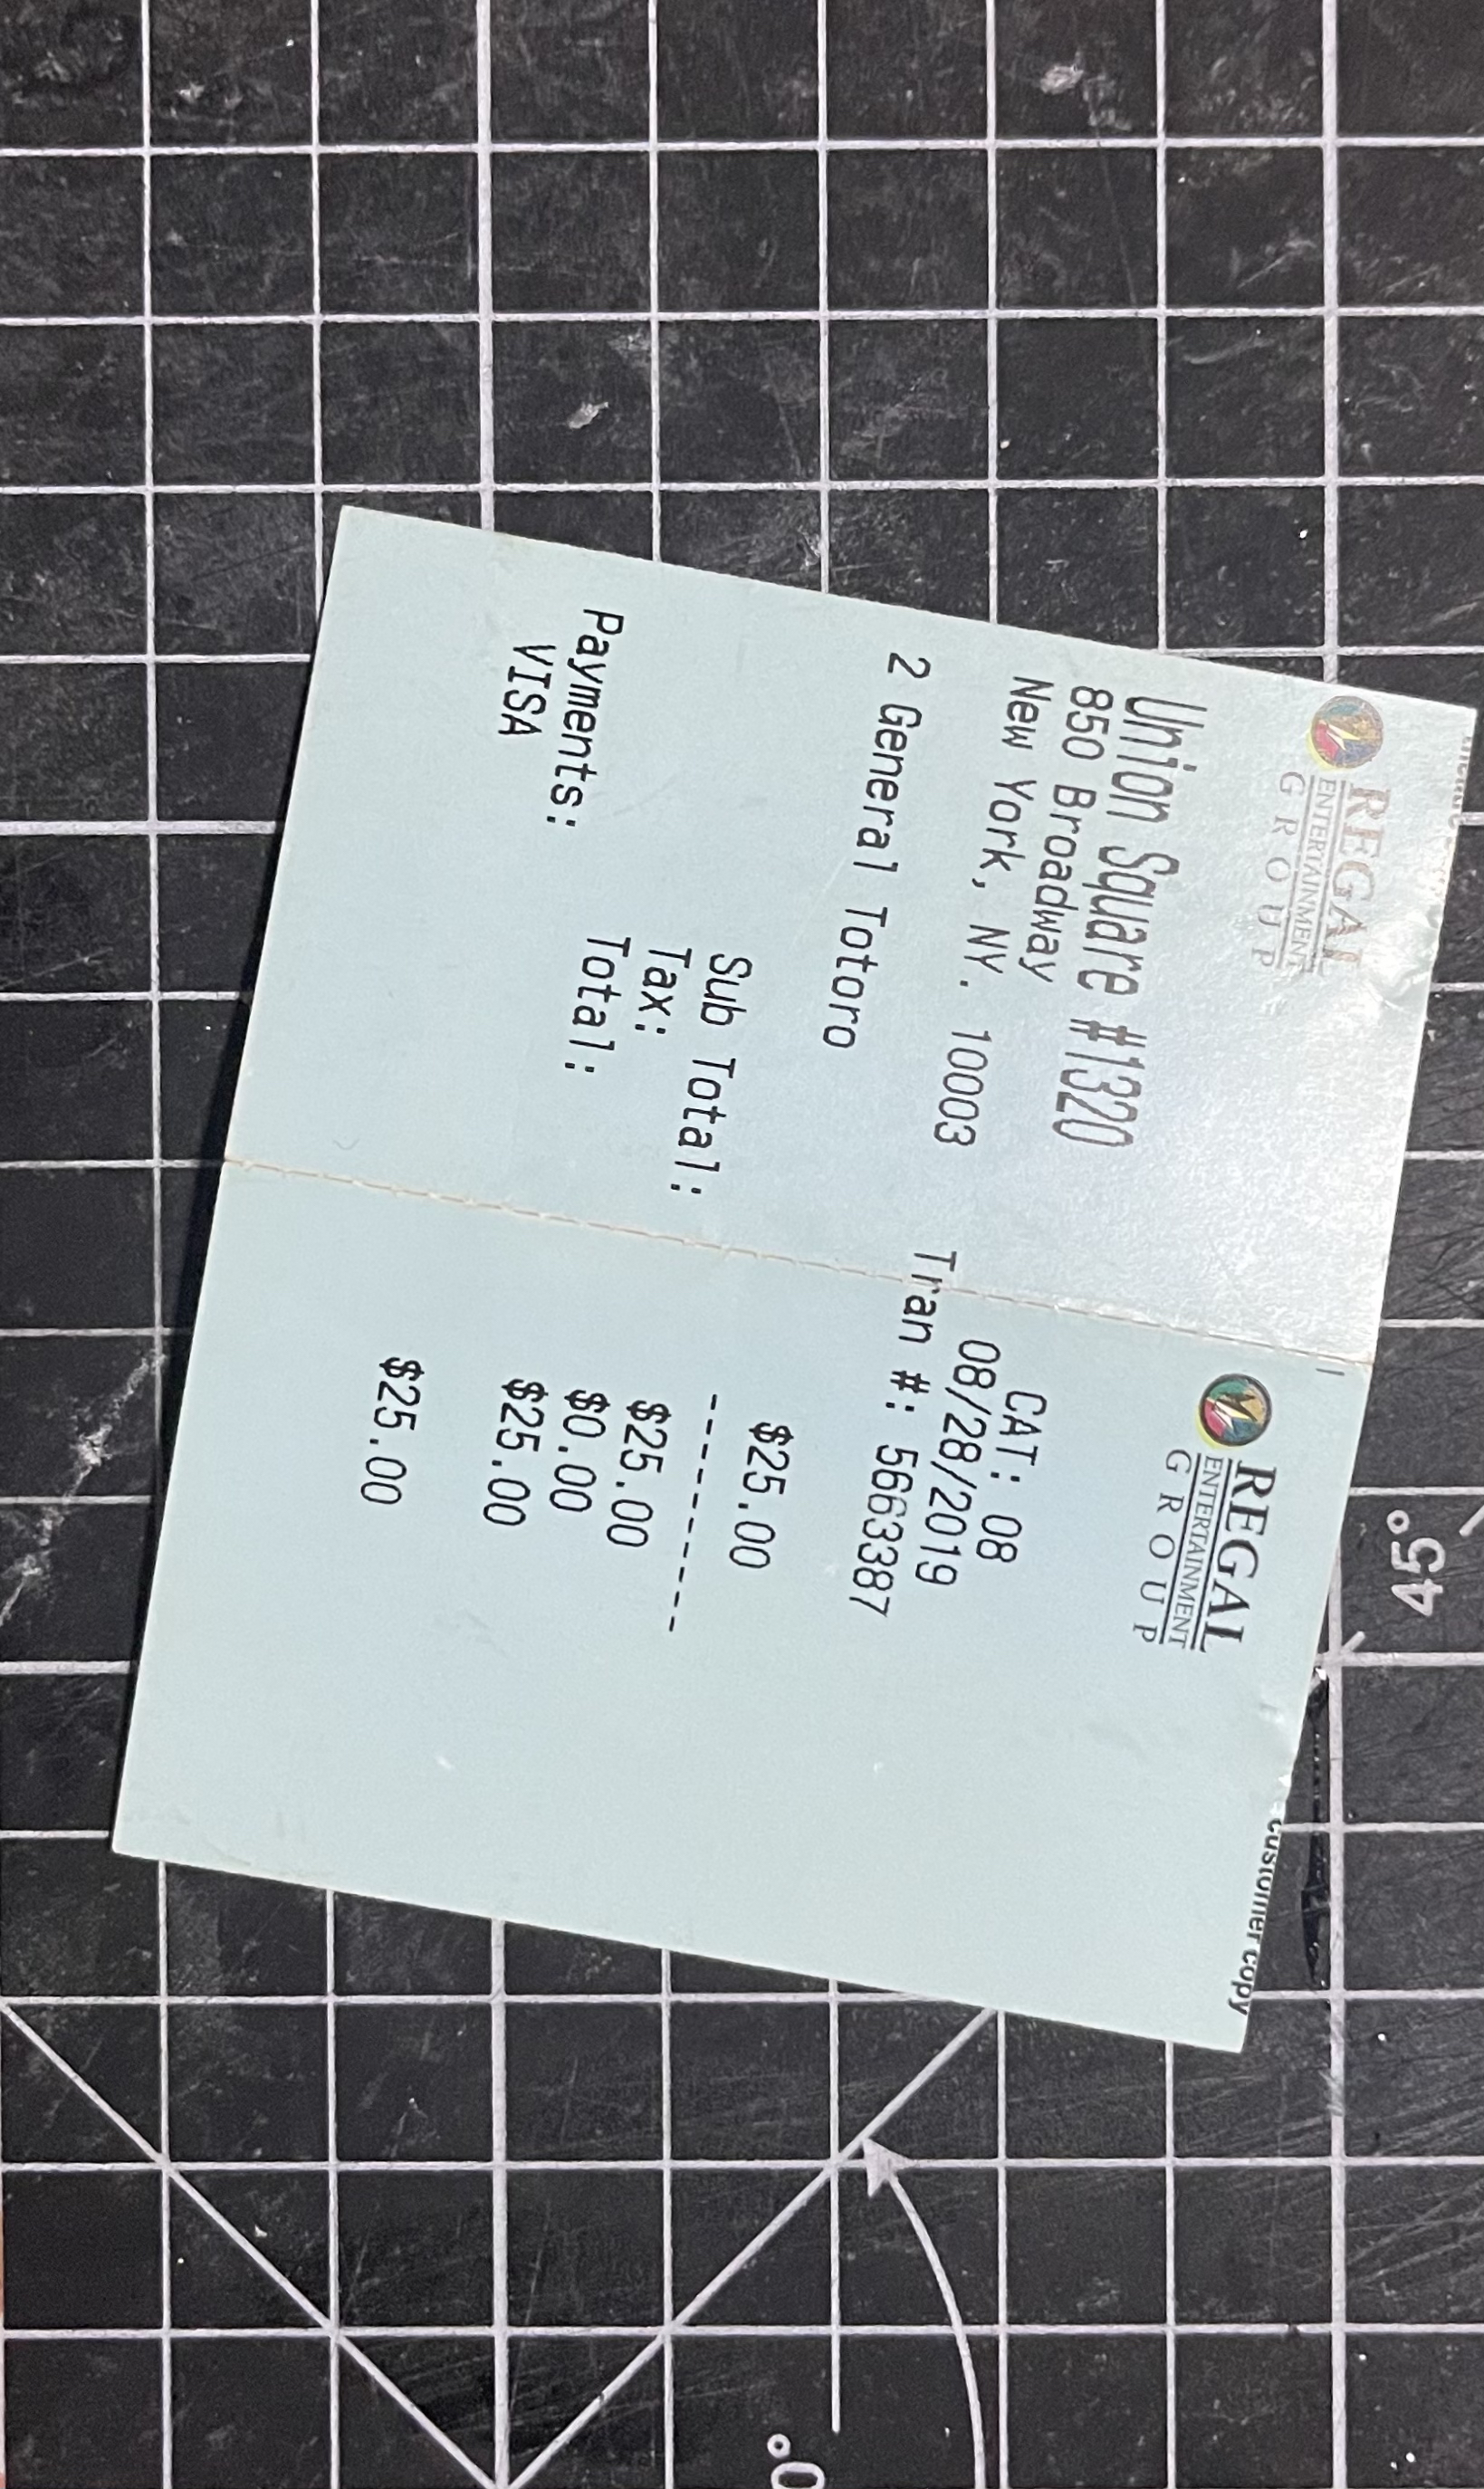 REGAL
ENTERTAINMENT
GROUP
REGAL
ENTERTAINMENT
GROUP
customer copy
Union Square #1320
850 Broadway
CAT: 08
New York, NY. 10003
08/28/2019
Tran #: 5663387
2 General Totoro
$25.00
----------
Sub Total:
$25.00
Tax:
$0.00
Total:
$25.00
Payments:
VISA
$25.00
45°
0°